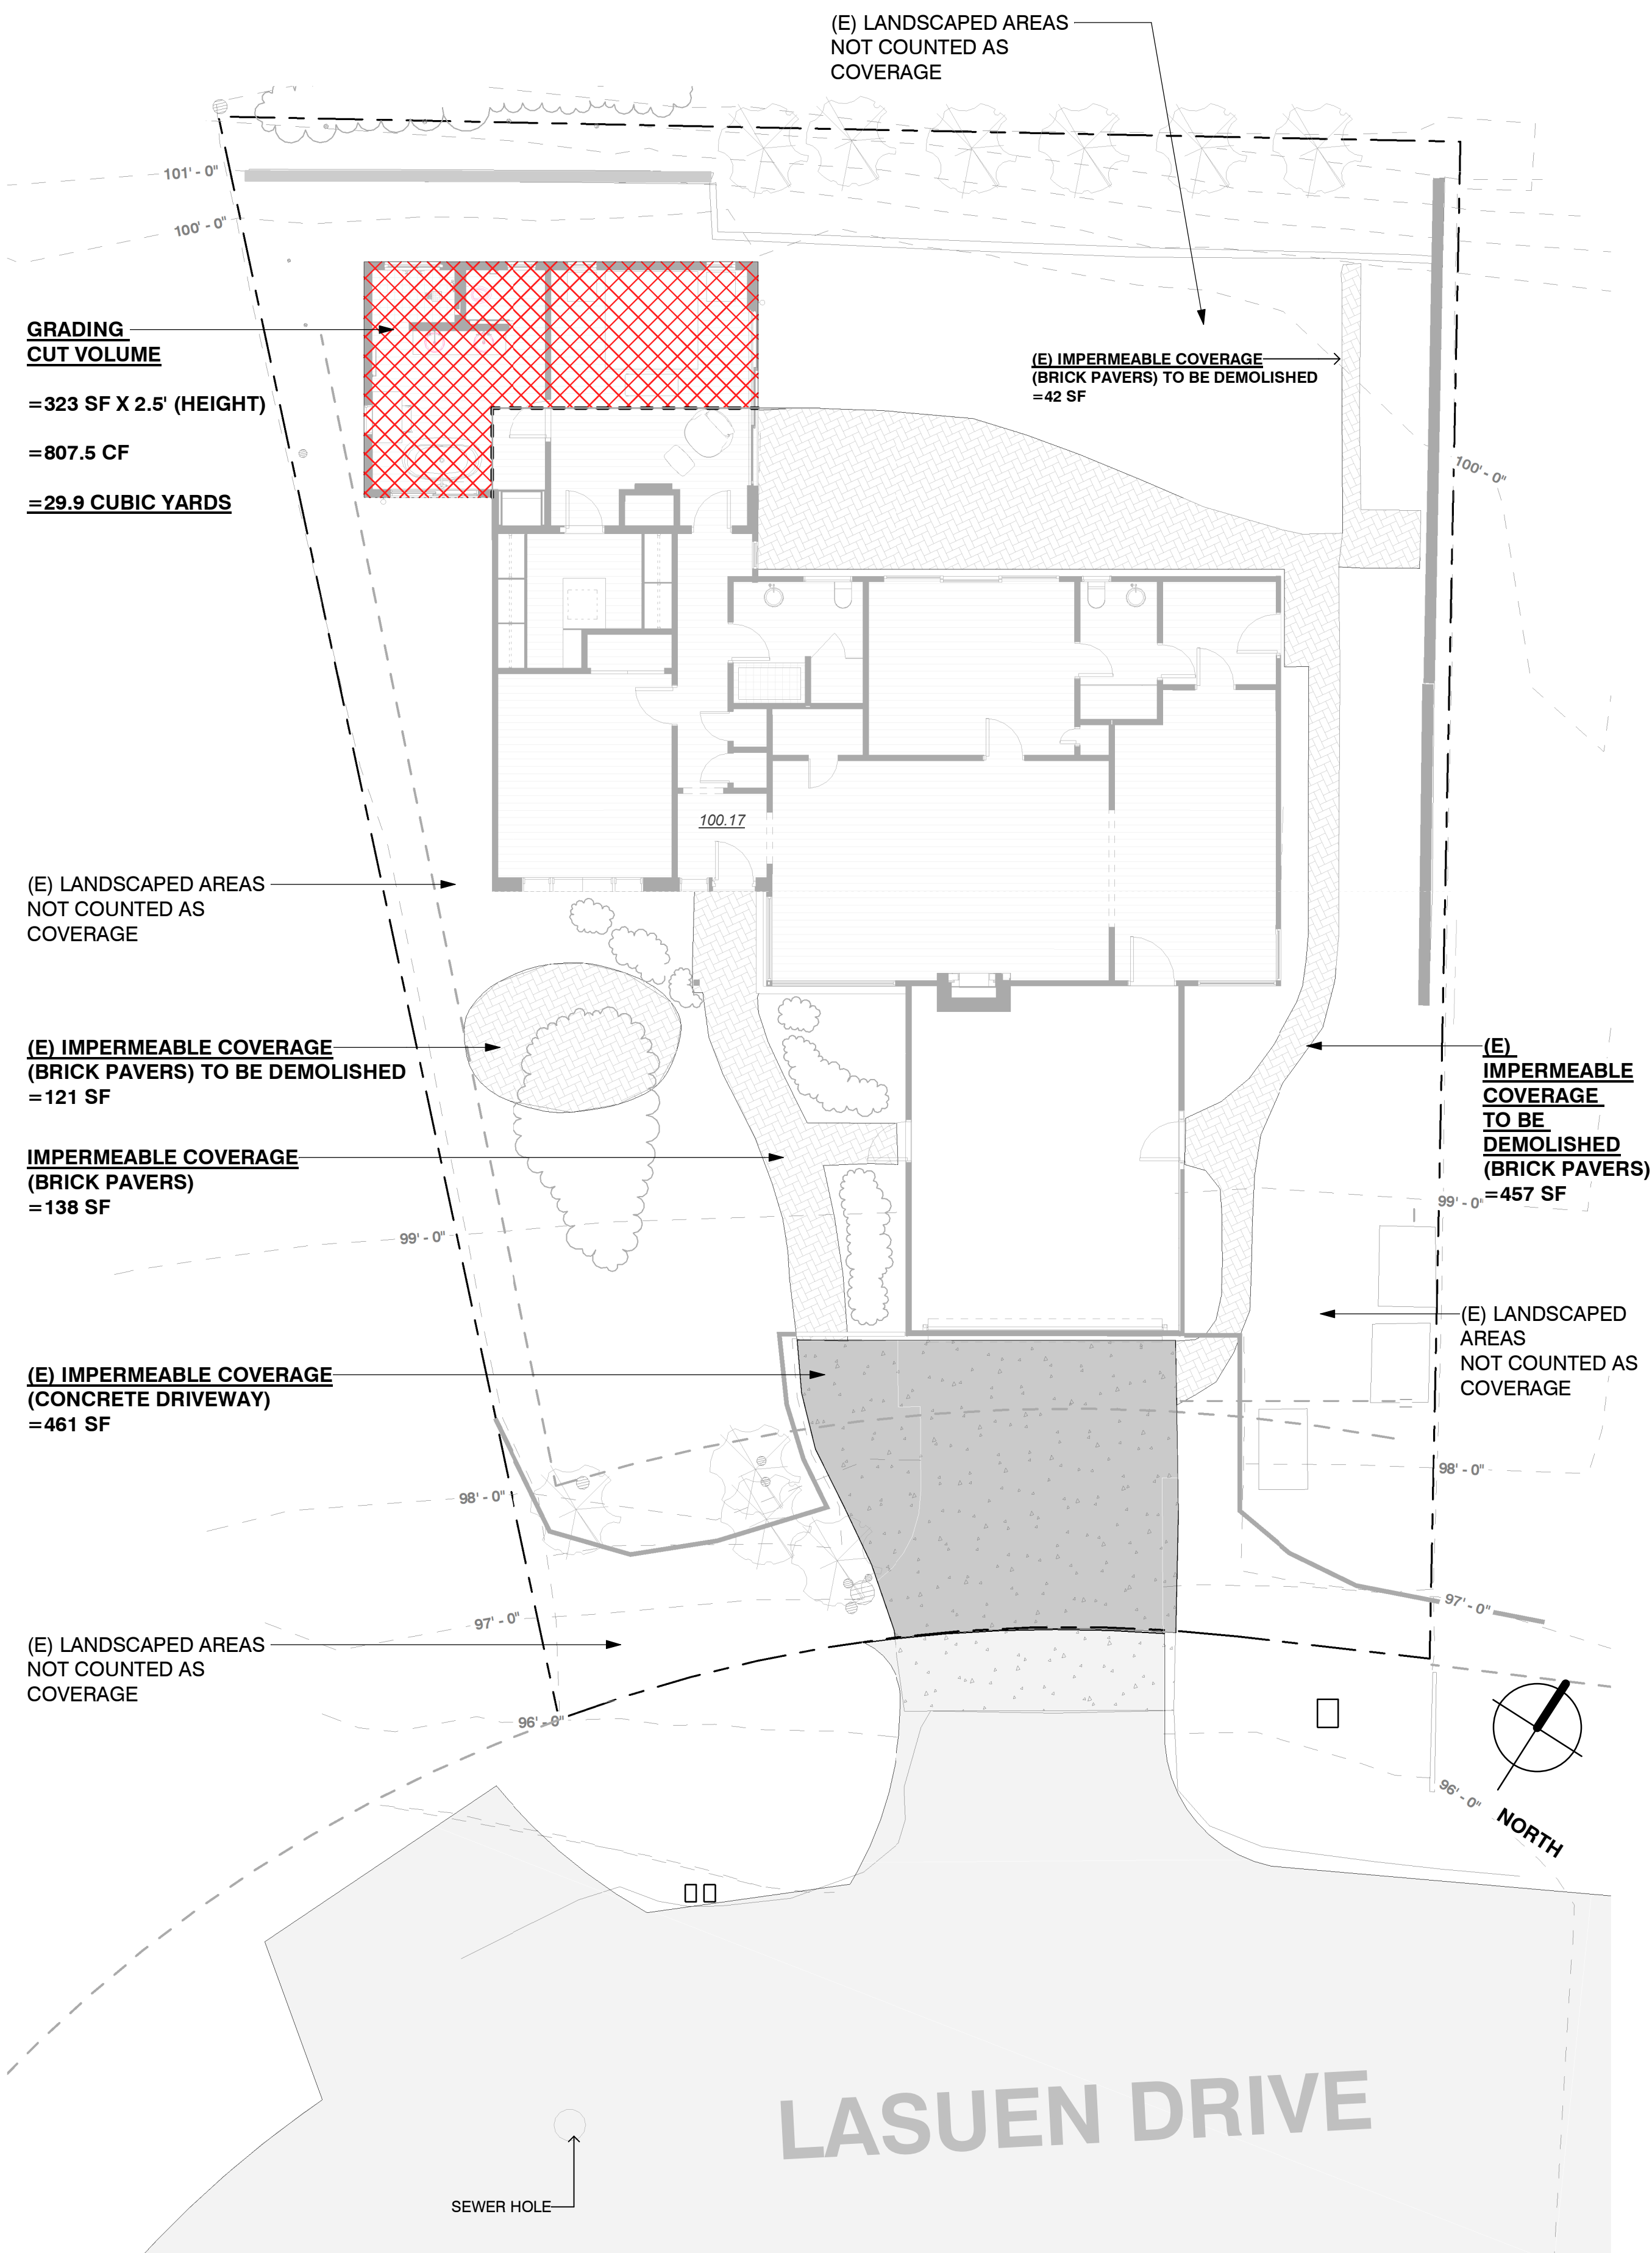 (E) LANDSCAPED AREAS
NOT COUNTED AS
COVERAGE
101' - 0"
100' - 0"
GRADING
CUT VOLUME
=323 SF X 2.5' (HEIGHT)
=807.5 CF
=29.9 CUBIC YARDS
(E) IMPERMEABLE COVERAGE
(BRICK PAVERS) TO BE DEMOLISHED
=42 SF
100' - 0"
100.17
(E) LANDSCAPED AREAS
NOT COUNTED AS
COVERAGE
(E) IMPERMEABLE COVERAGE
(BRICK PAVERS) TO BE DEMOLISHED
=121 SF
(E)
IMPERMEABLE
COVERAGE
TO BE
DEMOLISHED
(BRICK PAVERS)
=457 SF
IMPERMEABLE COVERAGE
(BRICK PAVERS)
=138 SF
99' - 0"
99' - 0"
(E) LANDSCAPED
AREAS
NOT COUNTED AS
COVERAGE
(E) IMPERMEABLE COVERAGE
(CONCRETE DRIVEWAY)
=461 SF
98' - 0"
98' - 0"
97' - 0"
97' - 0"
(E) LANDSCAPED AREAS
NOT COUNTED AS
COVERAGE
96' - 0"
96' - 0"
NORTH
LASUEN DRIVE
SEWER HOLE